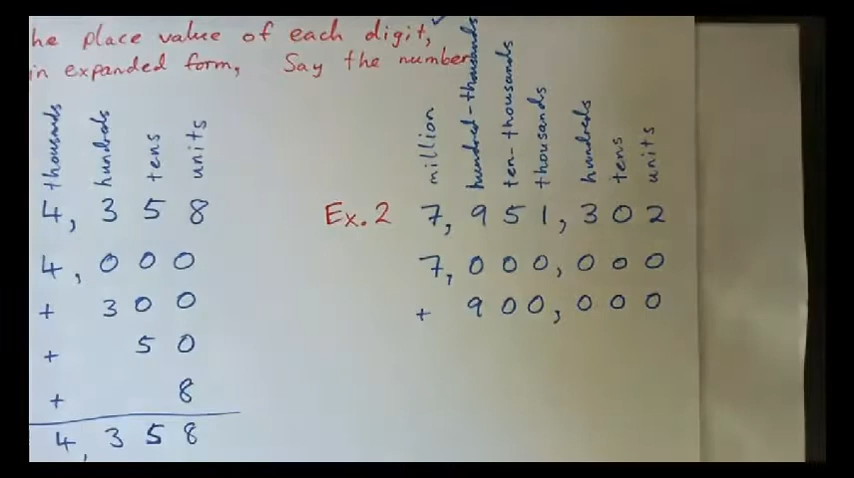 he place value of each digit,
in expanded form, Say the number
thousands hundreds tens units
4, 3 5 8
4, 0 0 0
+ 3 0 0
+ 5 0
+ 8
4, 3 5 8
million hundred-thousands ten-thousands thousands hundreds tens units
Ex. 2 7, 9 5 1, 3 0 2
7, 0 0 0, 0 0 0
+ 9 0 0, 0 0 0